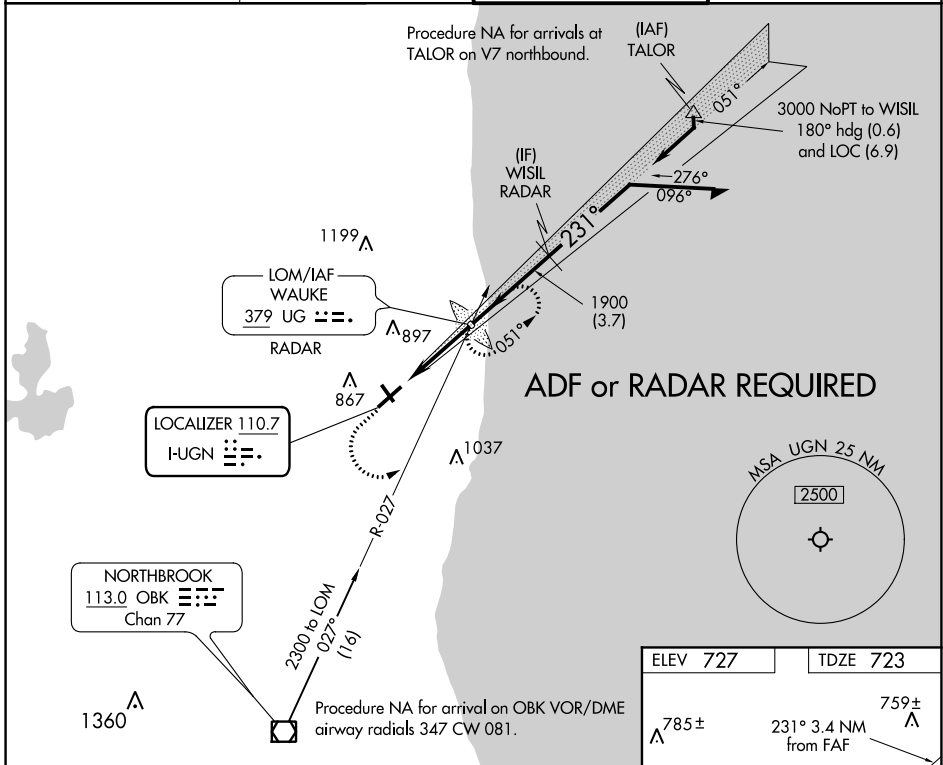 Procedure NA for arrivals at
TALOR on V7 northbound.
(IAF)
TALOR
051°
3000 NoPT to WISIL
180° hdg (0.6)
and LOC (6.9)
(IF)
WISIL
RADAR
276°
096°
231°
1199
LOM/IAF
WAUKE
379 UG
RADAR
897
1900
(3.7)
051°
867
ADF or RADAR REQUIRED
LOCALIZER 110.7
I-UGN
1037
MSA UGN 25 NM
2500
R-027
NORTHBROOK
113.0 OBK
Chan 77
2300 to LOM
027°
(16)
1360
Procedure NA for arrival on OBK VOR/DME
airway radials 347 CW 081.
ELEV 727
TDZE 723
785±
759±
231° 3.4 NM
from FAF